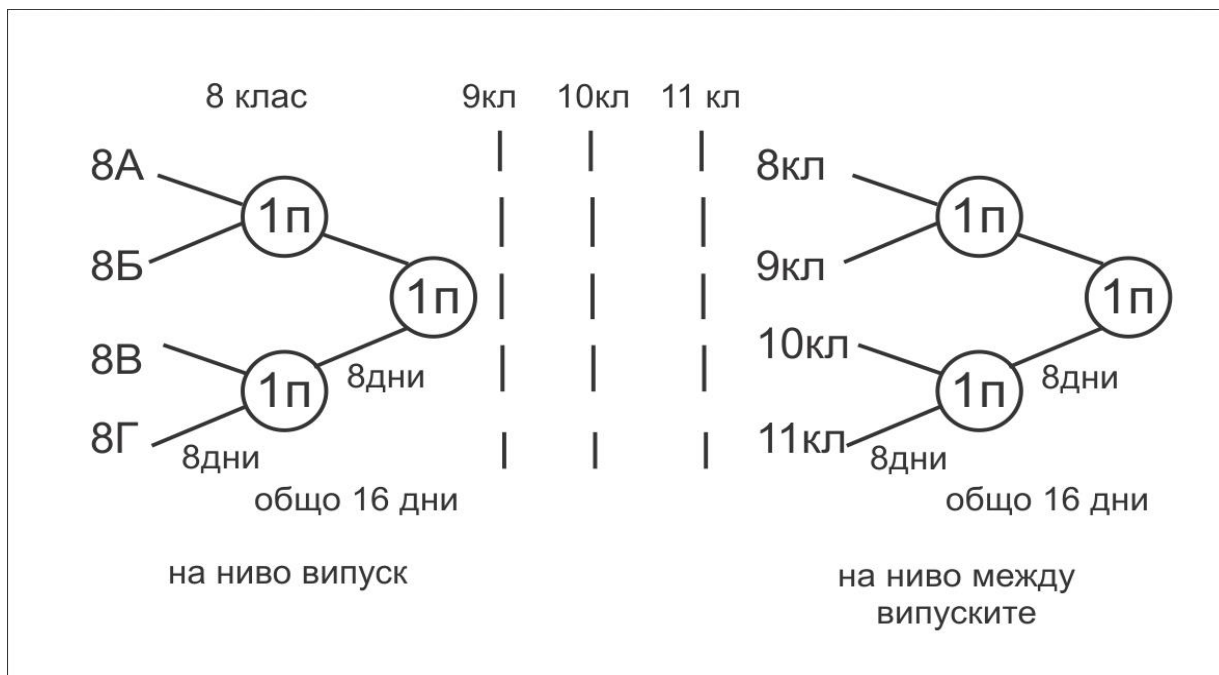 8 клас 9кл 10кл 11 кл
8А
1п
8Б
1п
8В
8дни
1п
8Г
8дни
общо 16 дни
на ниво випуск
8кл
1п
9кл
1п
10кл
8дни
1п
11кл
8дни
общо 16 дни
на ниво между
випуските